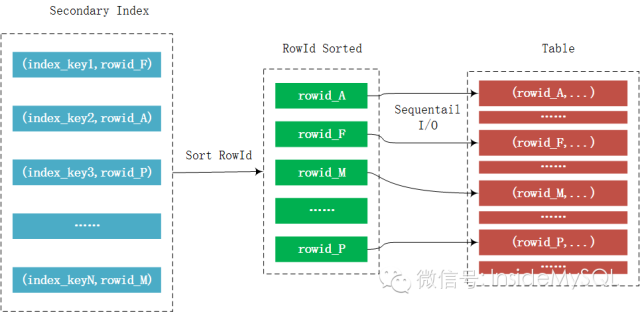 Secondary Index
(index_key1,rowid_F)
(index_key2,rowid_A)
(index_key3,rowid_P)
······
(index_keyN,rowid_M)
Sort RowId
RowId Sorted
rowid_A
rowid_F
rowid_M
······
rowid_P
Sequentail
I/O
Table
(rowid_A,...)
······
(rowid_F,...)
······
(rowid_M,...)
······
(rowid_P,...)
······
微信号: InsideMySQL